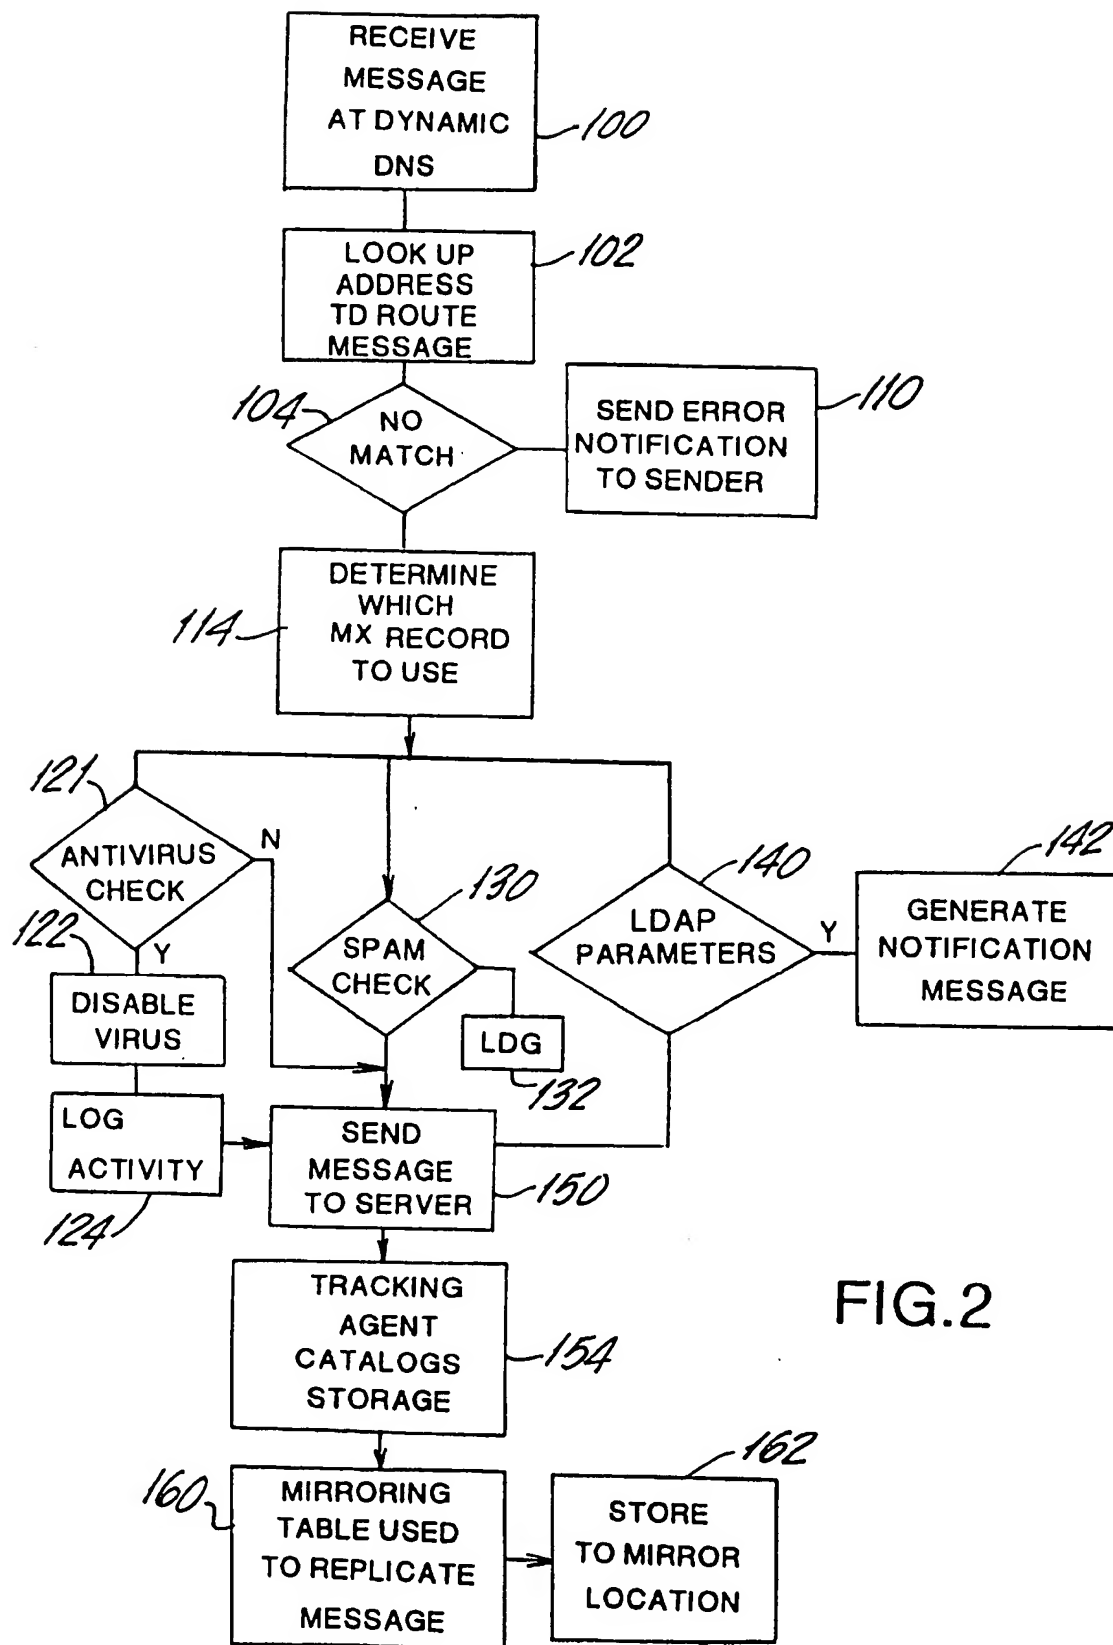 RECEIVE
MESSAGE
AT DYNAMIC
DNS
100
LOOK UP
ADDRESS
TD ROUTE
MESSAGE
102
104
NO
MATCH
SEND ERROR
NOTIFICATION
TO SENDER
110
DETERMINE
WHICH
MX RECORD
TO USE
114
121
ANTIVIRUS
CHECK
N
Y
122
DISABLE
VIRUS
LOG
ACTIVITY
124
130
SPAM
CHECK
LDG
132
140
LDAP
PARAMETERS
Y
142
GENERATE
NOTIFICATION
MESSAGE
SEND
MESSAGE
TO SERVER
150
TRACKING
AGENT
CATALOGS
STORAGE
154
FIG.2
160
MIRRORING
TABLE USED
TO REPLICATE
MESSAGE
162
STORE
TO MIRROR
LOCATION